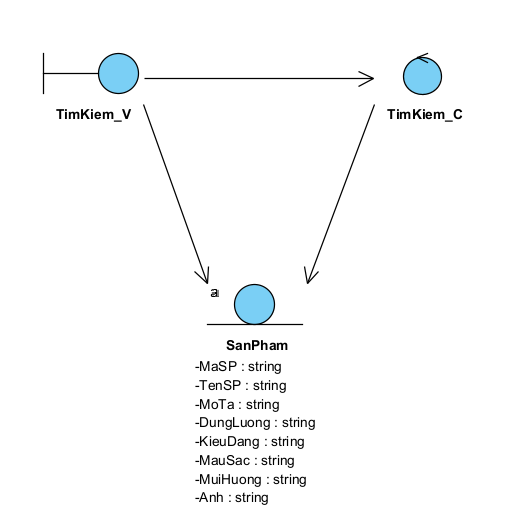 TimKiem_V
TimKiem_C
SanPham
-MaSP : string
-TenSP : string
-MoTa : string
-DungLuong : string
-KieuDang : string
-MauSac : string
-MuiHuong : string
-Anh : string